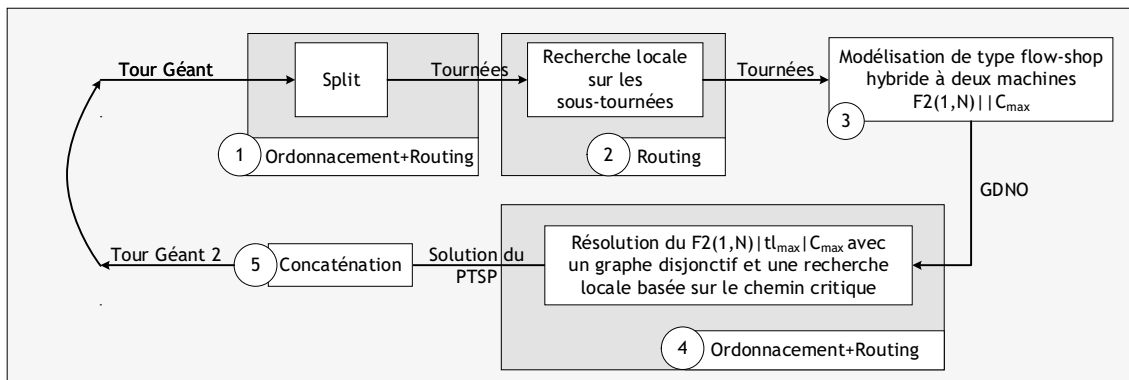 Tour Géant
Split
Tournées
Recherche locale
sur les
sous-tournées
Tournées
Modélisation de type flow-shop
hybride à deux machines
F2(1,N)||Cmax
1 Ordonnacement+Routing
2 Routing
3
GDNO
Tour Géant 2
5 Concaténation
Solution du
PTSP
Résolution du F2(1,N)|tlmax|Cmax avec
un graphe disjonctif et une recherche
locale basée sur le chemin critique
4 Ordonnacement+Routing